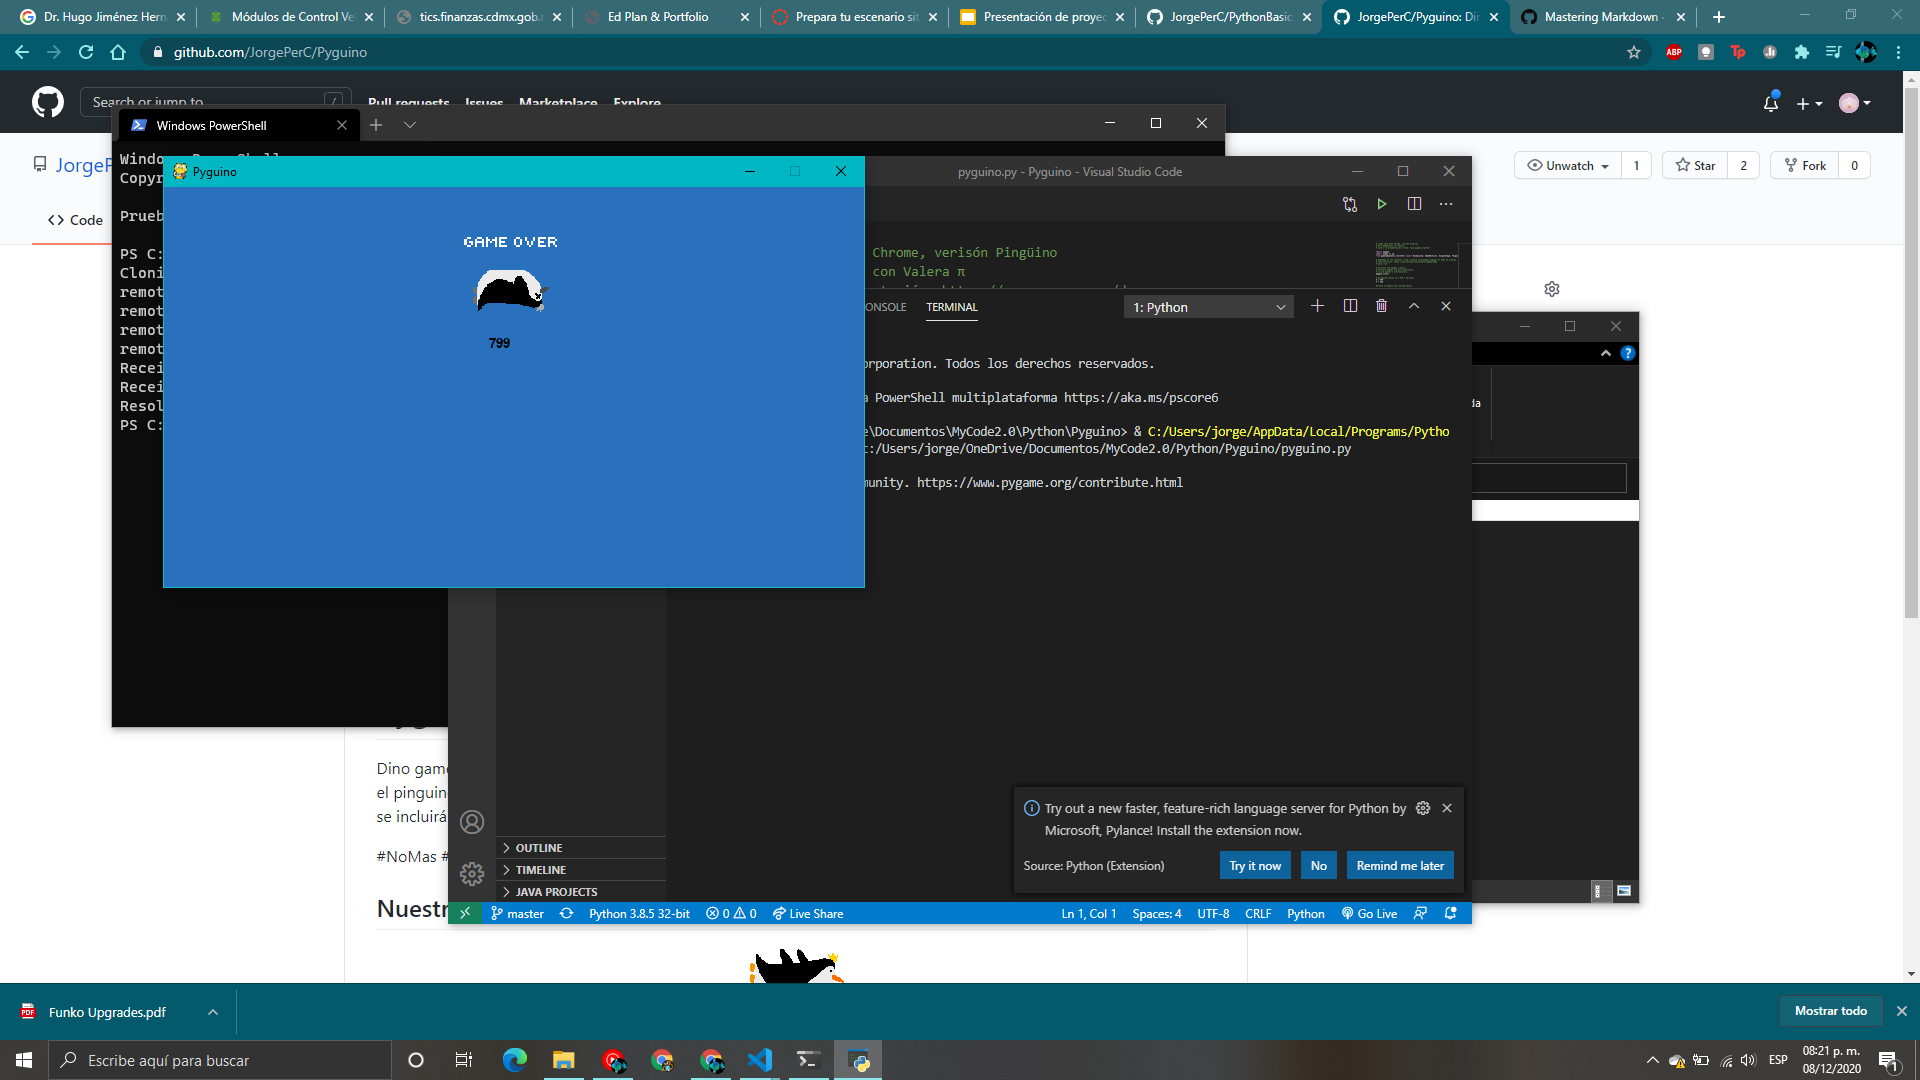 Dr. Hugo Jiménez Hern
Módulos de Control Ve
tics.finanzas.cdmx.gob.
Ed Plan & Portfolio
Prepara tu escenario sit
Presentación de proyec
JorgePerC/PythonBasic
JorgePerC/Pyguino: Din
Mastering Markdown
github.com/JorgePerC/Pyguino
ABP
Search or jump to
/
Pull requests Issues Marketplace Explore
Windows PowerShell
JorgeP
Unwatch 1
Star 2
Fork 0
Code
Copyr
Prueb
PS C:
Cloni
remot
remot
remot
remot
Recei
Recei
Resol
PS C:
Pyguino
GAME OVER
799
pyguino.py - Pyguino - Visual Studio Code
Chrome, verisón Pingüino
con Valera π
ONSOLE TERMINAL
1: Python
orporation. Todos los derechos reservados.
a PowerShell multiplataforma https://aka.ms/pscore6
e\Documentos\MyCode2.0\Python\Pyguino> & C:/Users/jorge/AppData/Local/Programs/Pytho
:/Users/jorge/OneDrive/Documentos/MyCode2.0/Python/Pyguino/pyguino.py
munity. https://www.pygame.org/contribute.html
da
Dino game
el pinguin
se incluirá
#NoMas #
Nuestr
OUTLINE
TIMELINE
JAVA PROJECTS
Try out a new faster, feature-rich language server for Python by
Microsoft, Pylance! Install the extension now.
Source: Python (Extension)
Try it now No Remind me later
master Python 3.8.5 32-bit 0 0 Live Share Ln 1, Col 1 Spaces: 4 UTF-8 CRLF Python Go Live
PDF
Funko Upgrades.pdf
Mostrar todo
Escribe aquí para buscar
ESP
08:21 p. m.
08/12/2020
1